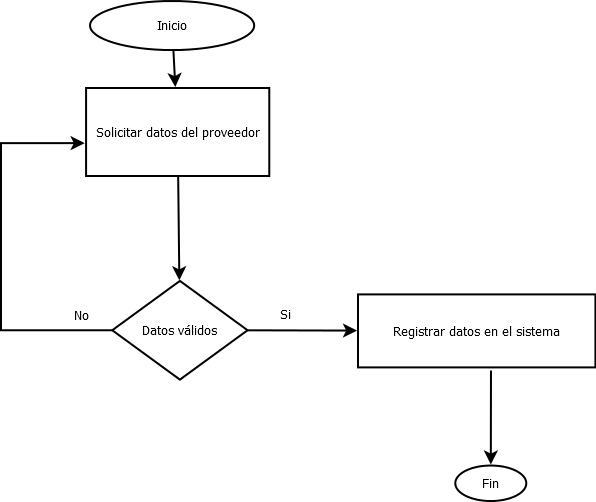 Inicio
Solicitar datos del proveedor
No
Datos válidos
Si
Registrar datos en el sistema
Fin